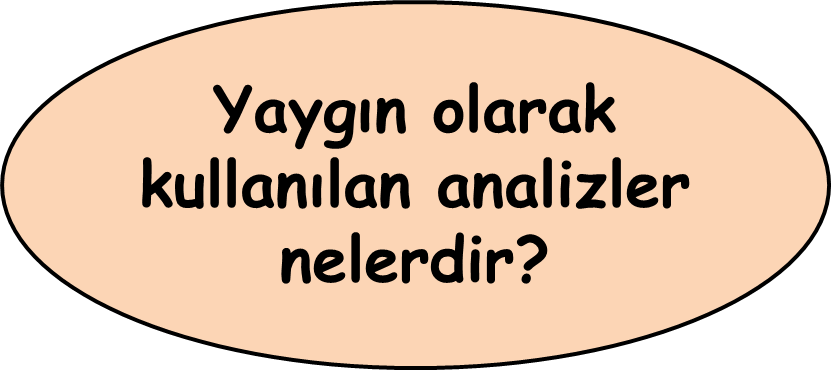 Yaygın olarak
kullanılan analizler
nelerdir?